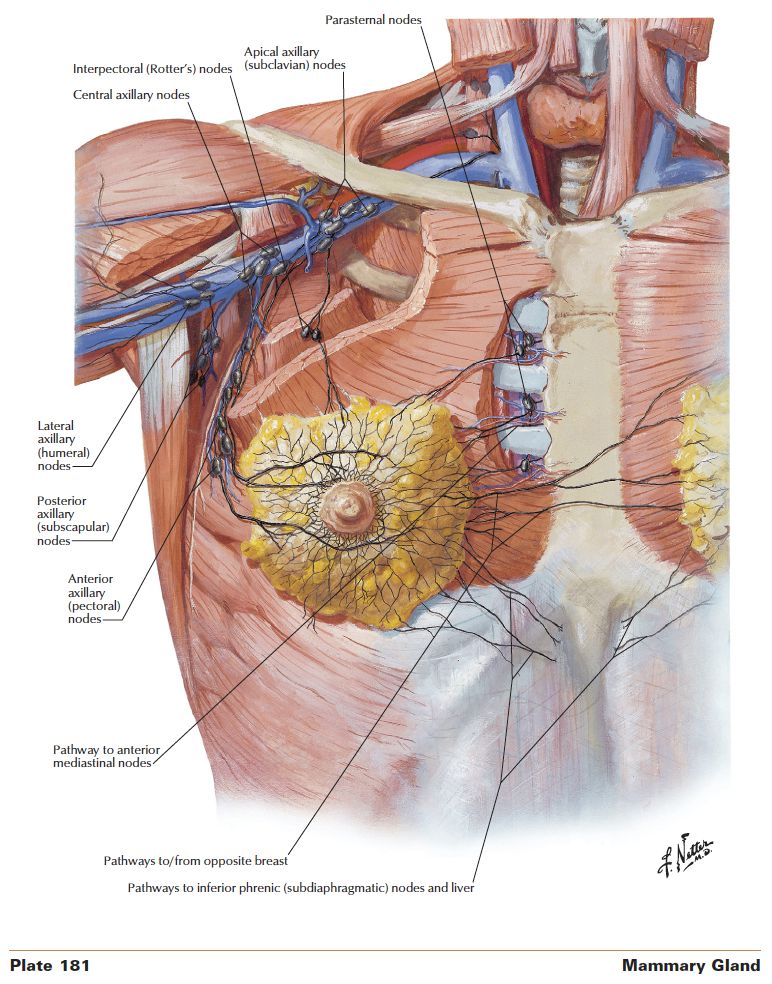 Parasternal nodes
Apical axillary
(subclavian) nodes
Interpectoral (Rotter's) nodes
Central axillary nodes
Lateral
axillary
(humeral)
nodes
Posterior
axillary
(subscapular)
nodes
Anterior
axillary
(pectoral)
nodes
Pathway to anterior
mediastinal nodes
Pathways to/from opposite breast
Pathways to inferior phrenic (subdiaphragmatic) nodes and liver
F. Netter
M.D.
Plate 181
Mammary Gland